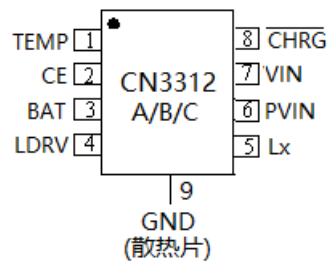 TEMP 1 8 CHRG
CE 2 CN3312 7 VIN
BAT 3 A/B/C 6 PVIN
LDRV 4 5 Lx
9
GND
(散热片)